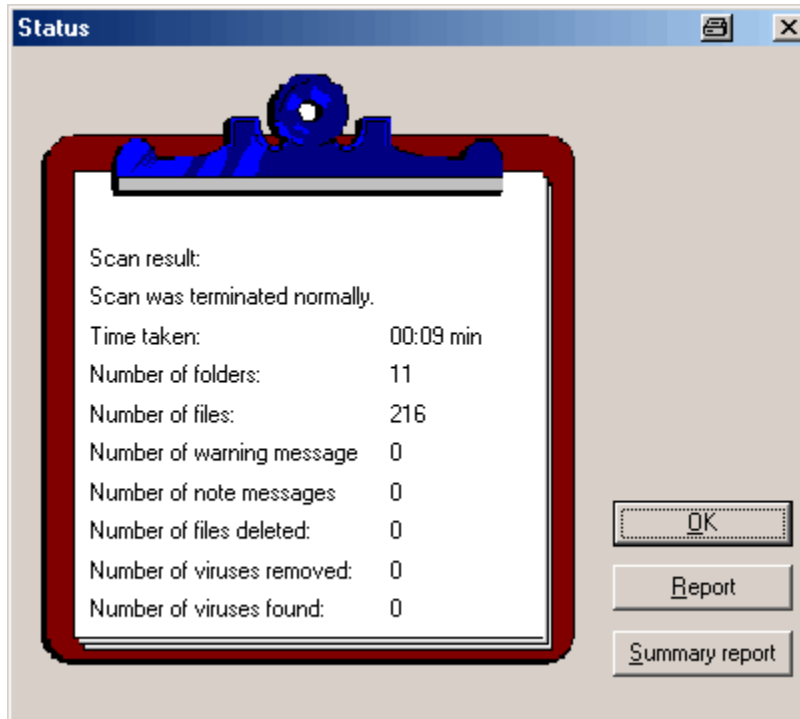 Status
Scan result:
Scan was terminated normally.
Time taken: 00:09 min
Number of folders: 11
Number of files: 216
Number of warning message 0
Number of note messages 0
Number of files deleted: 0
Number of viruses removed: 0
Number of viruses found: 0
OK
Report
Summary report